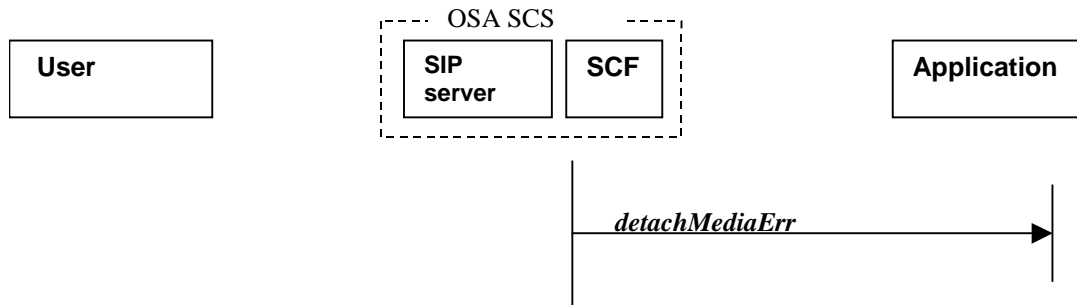 OSA SCS
User
SIP
server
SCF
Application
detachMediaErr